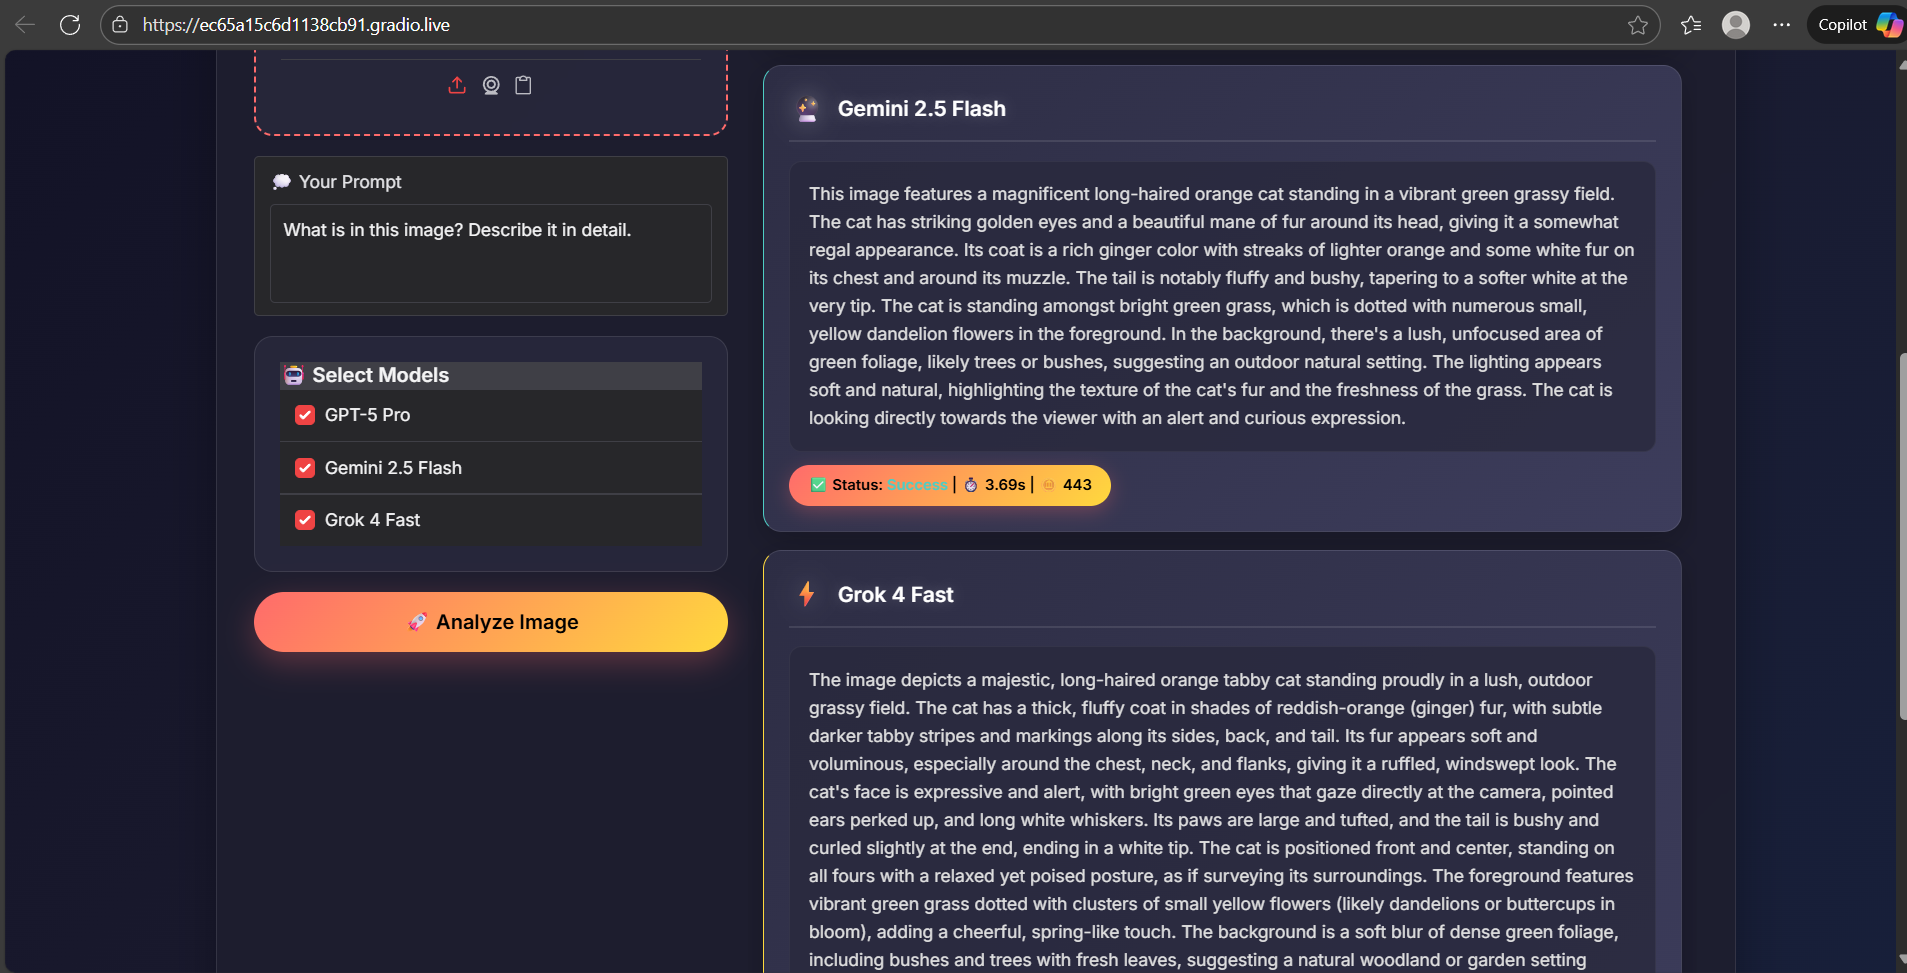 https://ec65a15c6d1138cb91.gradio.live
Copilot
Your Prompt
What is in this image? Describe it in detail.
Select Models
GPT-5 Pro
Gemini 2.5 Flash
Grok 4 Fast
Analyze Image
Gemini 2.5 Flash
This image features a magnificent long-haired orange cat standing in a vibrant green grassy field.
The cat has striking golden eyes and a beautiful mane of fur around its head, giving it a somewhat
regal appearance. Its coat is a rich ginger color with streaks of lighter orange and some white fur on
its chest and around its muzzle. The tail is notably fluffy and bushy, tapering to a softer white at the
very tip. The cat is standing amongst bright green grass, which is dotted with numerous small,
yellow dandelion flowers in the foreground. In the background, there's a lush, unfocused area of
green foliage, likely trees or bushes, suggesting an outdoor natural setting. The lighting appears
soft and natural, highlighting the texture of the cat's fur and the freshness of the grass. The cat is
looking directly towards the viewer with an alert and curious expression.
Status: Success | 3.69s | 443
Grok 4 Fast
The image depicts a majestic, long-haired orange tabby cat standing proudly in a lush, outdoor
grassy field. The cat has a thick, fluffy coat in shades of reddish-orange (ginger) fur, with subtle
darker tabby stripes and markings along its sides, back, and tail. Its fur appears soft and
voluminous, especially around the chest, neck, and flanks, giving it a ruffled, windswept look. The
cat's face is expressive and alert, with bright green eyes that gaze directly at the camera, pointed
ears perked up, and long white whiskers. Its paws are large and tufted, and the tail is bushy and
curled slightly at the end, ending in a white tip. The cat is positioned front and center, standing on
all fours with a relaxed yet poised posture, as if surveying its surroundings. The foreground features
vibrant green grass dotted with clusters of small yellow flowers (likely dandelions or buttercups in
bloom), adding a cheerful, spring-like touch. The background is a soft blur of dense green foliage,
including bushes and trees with fresh leaves, suggesting a natural woodland or garden setting